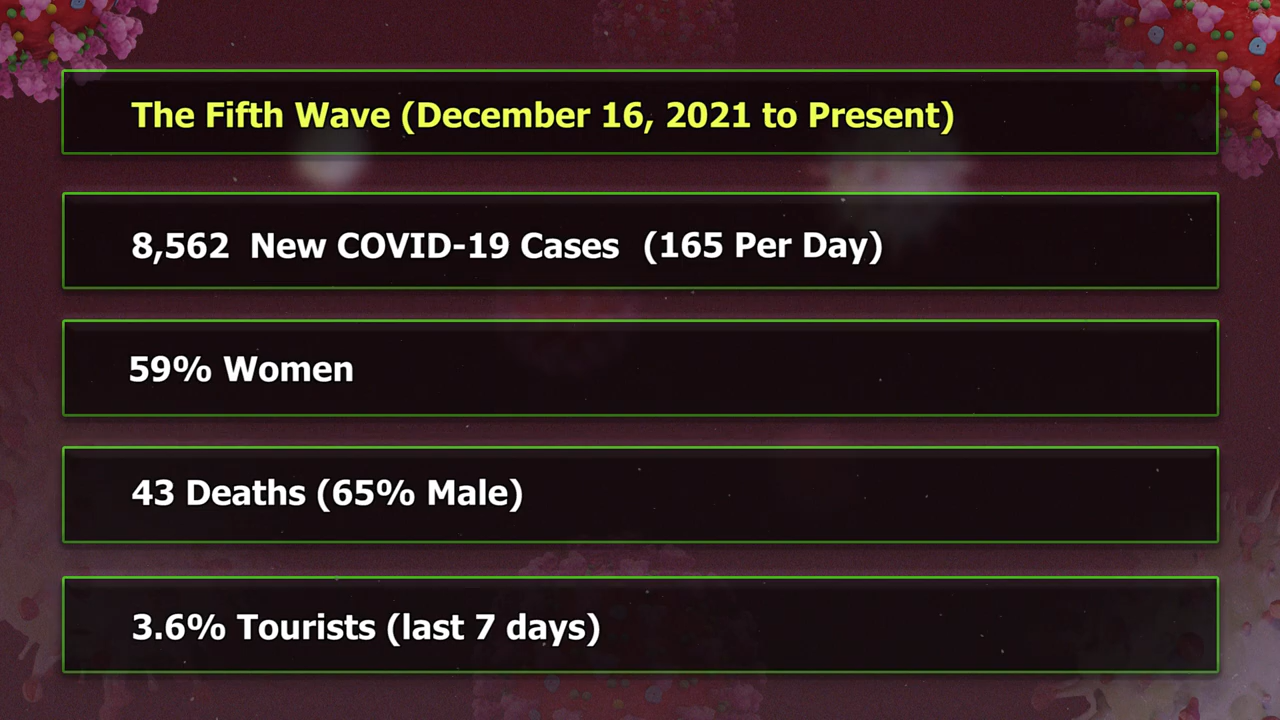 The Fifth Wave (December 16, 2021 to Present)
8,562 New COVID-19 Cases (165 Per Day)
59% Women
43 Deaths (65% Male)
3.6% Tourists (last 7 days)